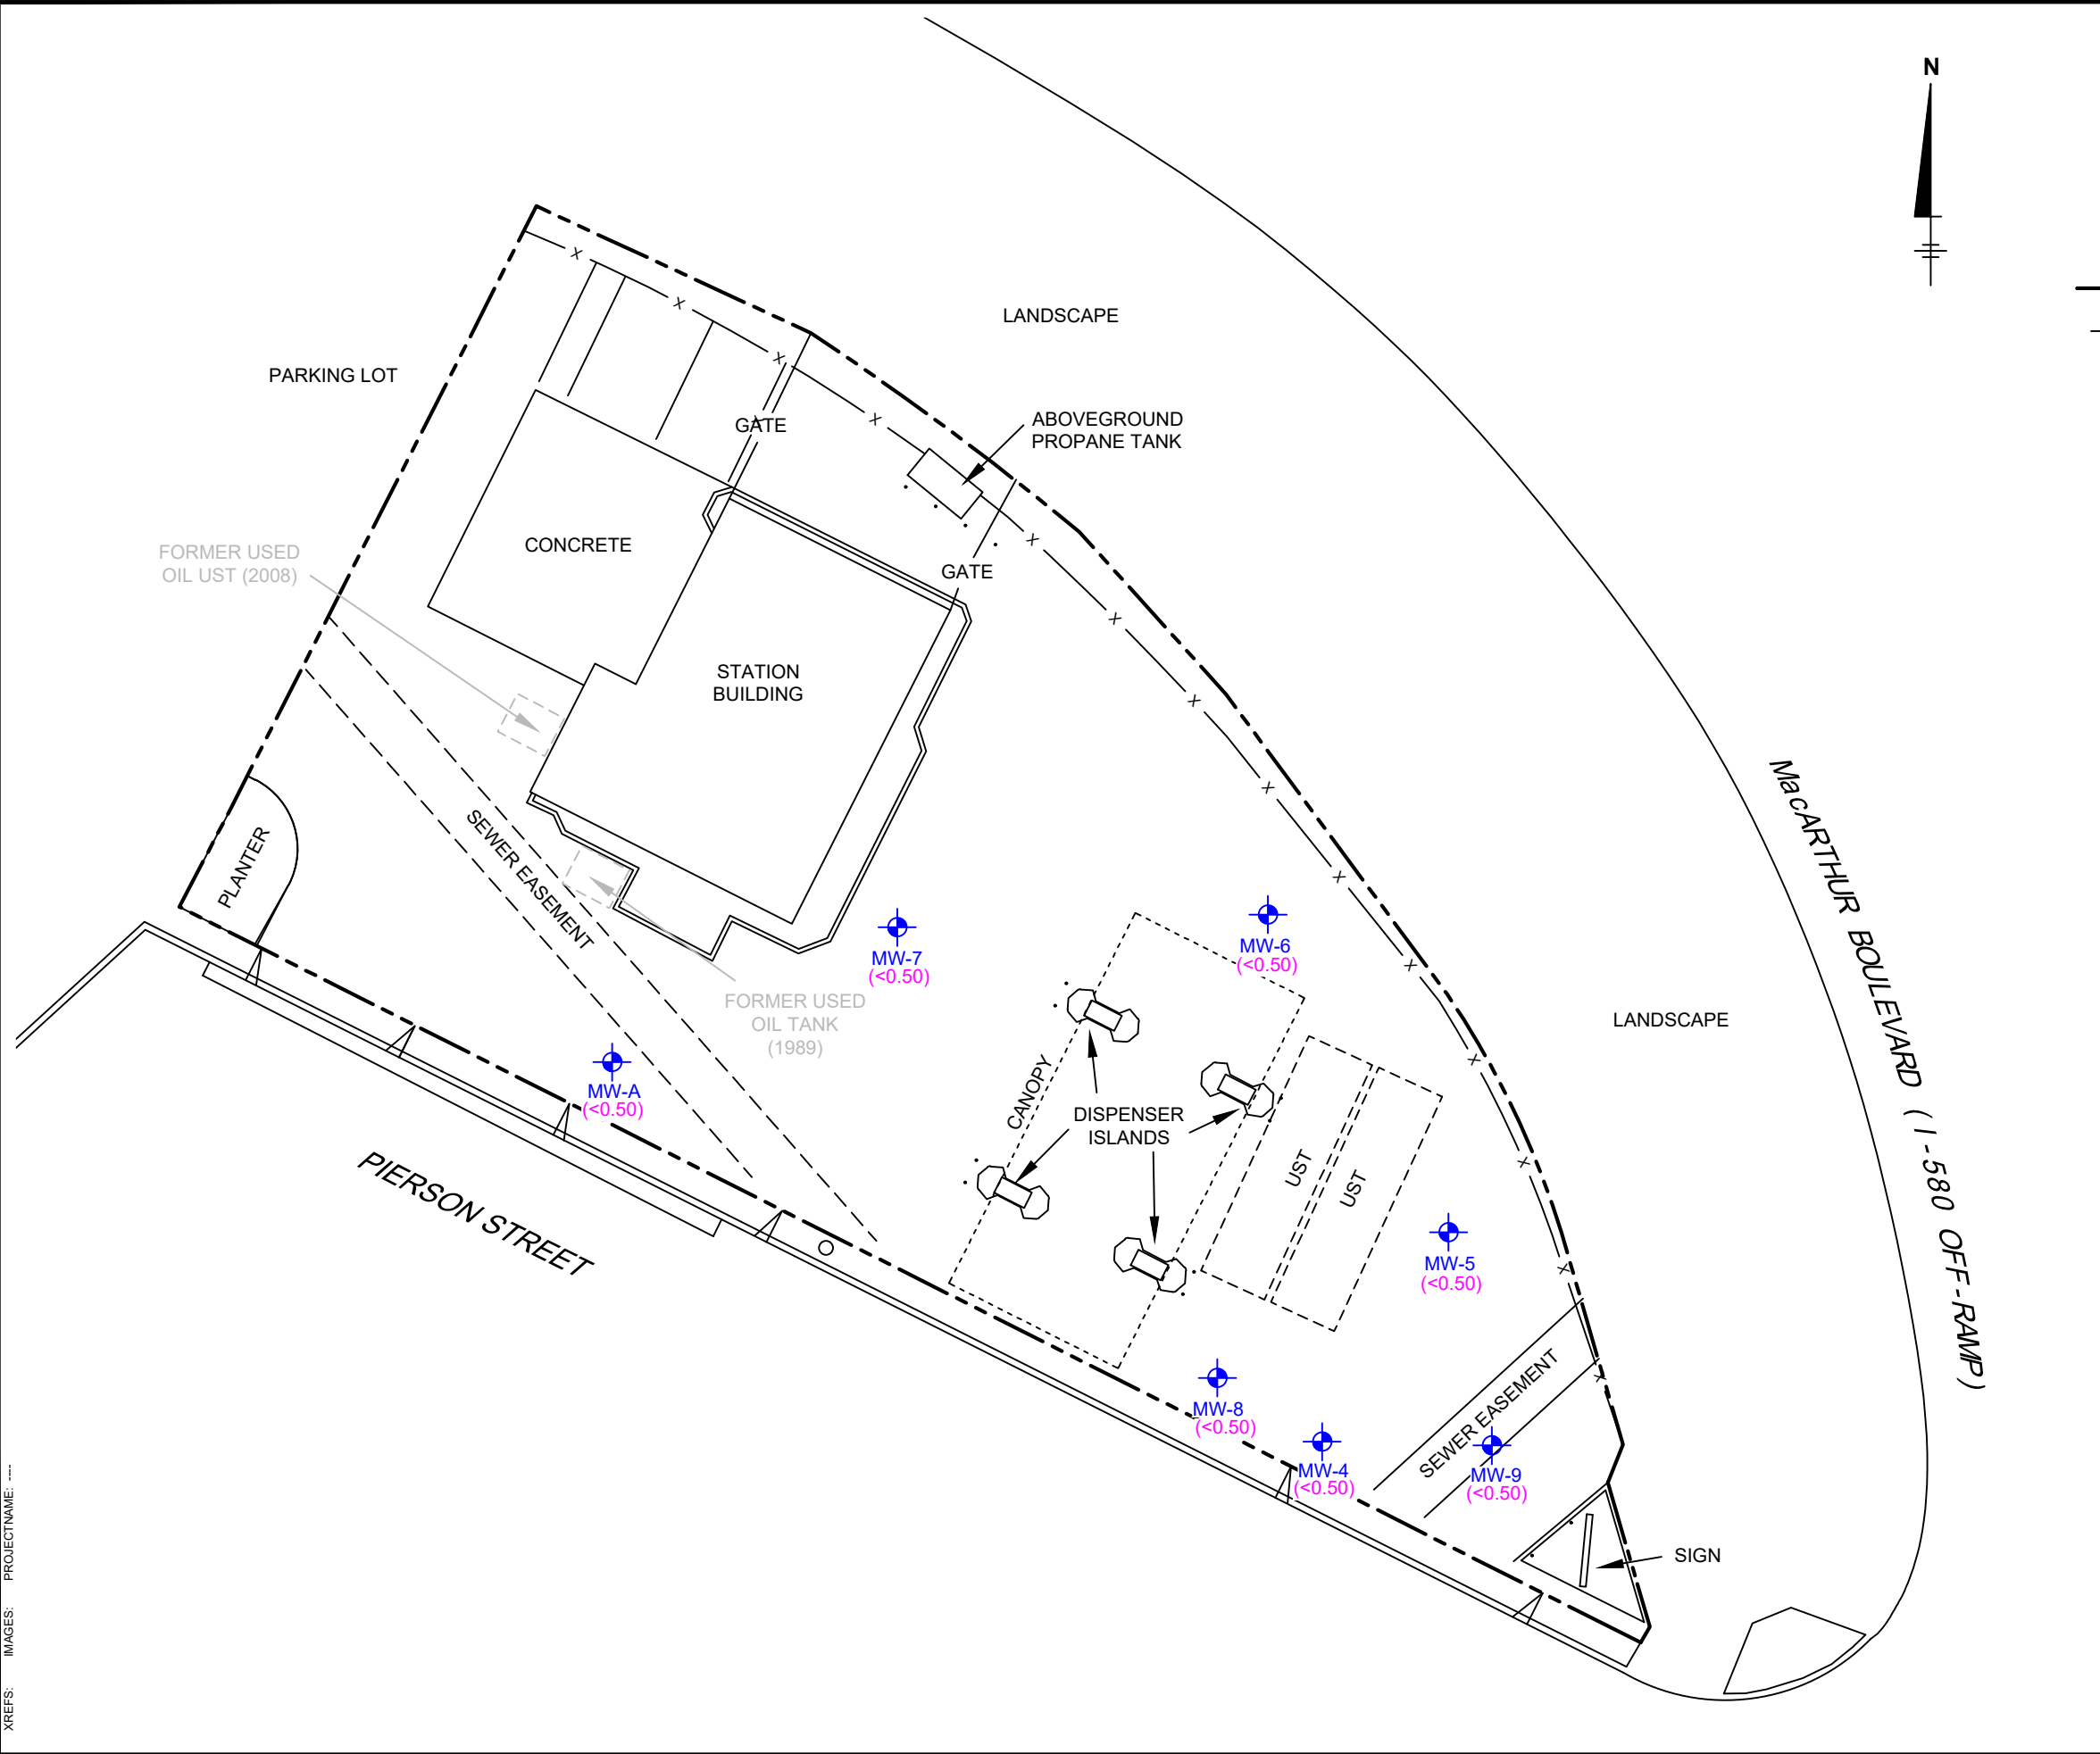 N
LANDSCAPE
PARKING LOT
GATE
ABOVEGROUND
PROPANE TANK
CONCRETE
FORMER USED
OIL UST (2008)
GATE
STATION
BUILDING
MacARTHUR BOULEVARD (I-580 OFF-RAMP)
PLANTER
SEWER EASEMENT
MW-7
(<0.50)
MW-6
(<0.50)
FORMER USED
OIL TANK
(1989)
LANDSCAPE
MW-A
(<0.50)
CANOPY
DISPENSER
ISLANDS
UST
UST
PIERSON STREET
MW-5
(<0.50)
MW-8
(<0.50)
SEWER EASEMENT
MW-4
(<0.50)
MW-9
(<0.50)
SIGN
XREFS: IMAGES: PROJECTNAME: ----
X
X
X
X
X
X
X
X
X
X
X
X
X
X